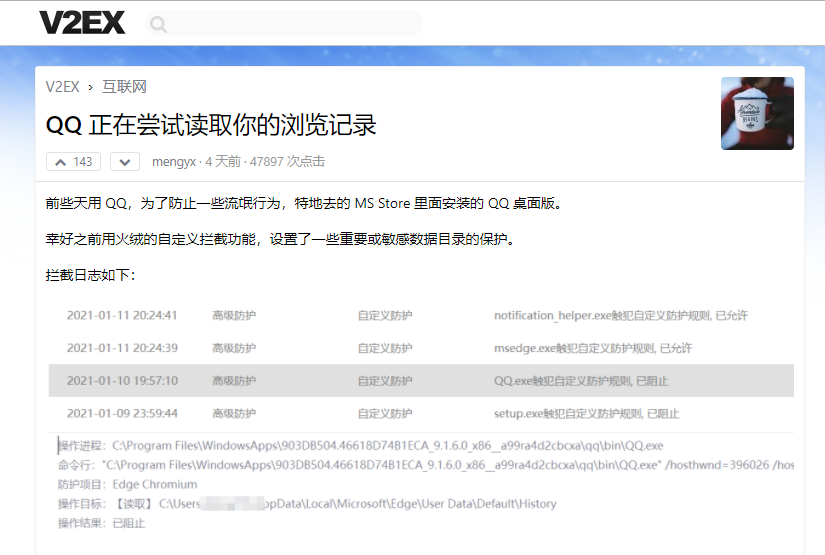 V2EX
V2EX › 互联网
QQ 正在尝试读取你的浏览记录
143 mengyx · 4 天前 · 47897 次点击
前些天用 QQ，为了防止一些流氓行为，特地去的 MS Store 里面安装的 QQ 桌面版。
幸好之前用火绒的自定义拦截功能，设置了一些重要或敏感数据目录的保护。
拦截日志如下：
2021-01-11 20:24:41 高级防护 自定义防护 notification_helper.exe触犯自定义防护规则, 已允许
2021-01-11 20:24:39 高级防护 自定义防护 msedge.exe触犯自定义防护规则, 已允许
2021-01-10 19:57:10 高级防护 自定义防护 QQ.exe触犯自定义防护规则, 已阻止
2021-01-09 23:59:44 高级防护 自定义防护 setup.exe触犯自定义防护规则, 已阻止
操作进程：C:\Program Files\WindowsApps\903DB504.46618D74B1ECA_9.1.6.0_x86__a99ra4d2cbcxa\qq\bin\QQ.exe
命令行："C:\Program Files\WindowsApps\903DB504.46618D74B1ECA_9.1.6.0_x86__a99ra4d2cbcxa\qq\bin\QQ.exe" /hosthwnd=396026 /hos
防护项目：Edge Chromium
操作目标：【读取】 C:\Users opData\Local\Microsoft\Edge\User Data\Default\History
操作结果：已阻止